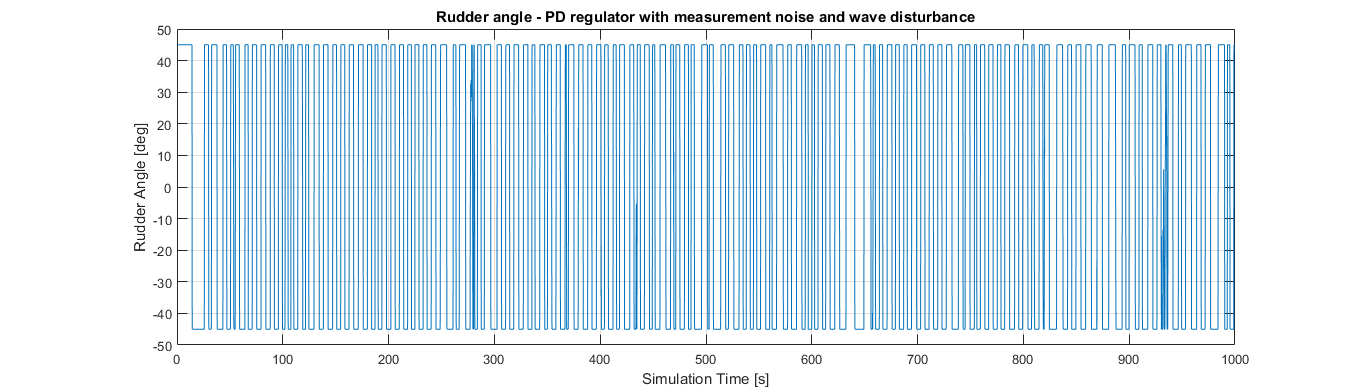 Rudder angle - PD regulator with measurement noise and wave disturbance
50
40
30
20
10
0
-10
-20
-30
-40
-50
Rudder Angle [deg]
0 100 200 300 400 500 600 700 800 900 1000
Simulation Time [s]